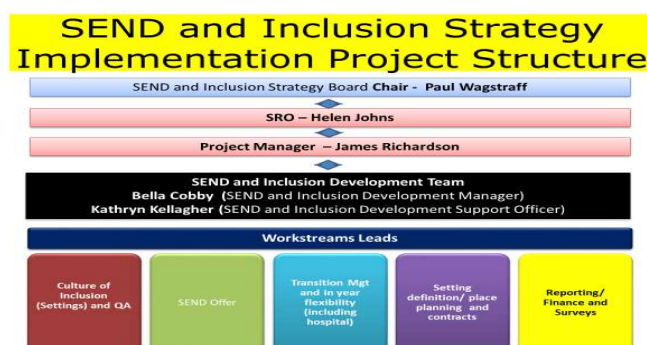 SEND and Inclusion Strategy
Implementation Project Structure
SEND and Inclusion Strategy Board Chair - Paul Wagstraff
SRO – Helen Johns
Project Manager – James Richardson
SEND and Inclusion Development Team
Bella Cobby (SEND and Inclusion Development Manager)
Kathryn Kellagher (SEND and Inclusion Development Support Officer)
Workstreams Leads
Culture of
Inclusion
(Settings) and QA
SEND Offer
Transition Mgt
and in year
flexibility
(including
hospital)
Setting
definition/ place
planning and
contracts
Reporting/
Finance and
Surveys